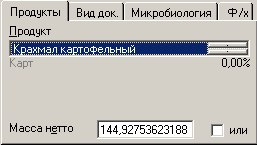 Продукты Вид док. Микробиология Ф/х
Продукт
Крахмал картофельный
Карт 0,00%
Масса нетто 144,92753623188 или